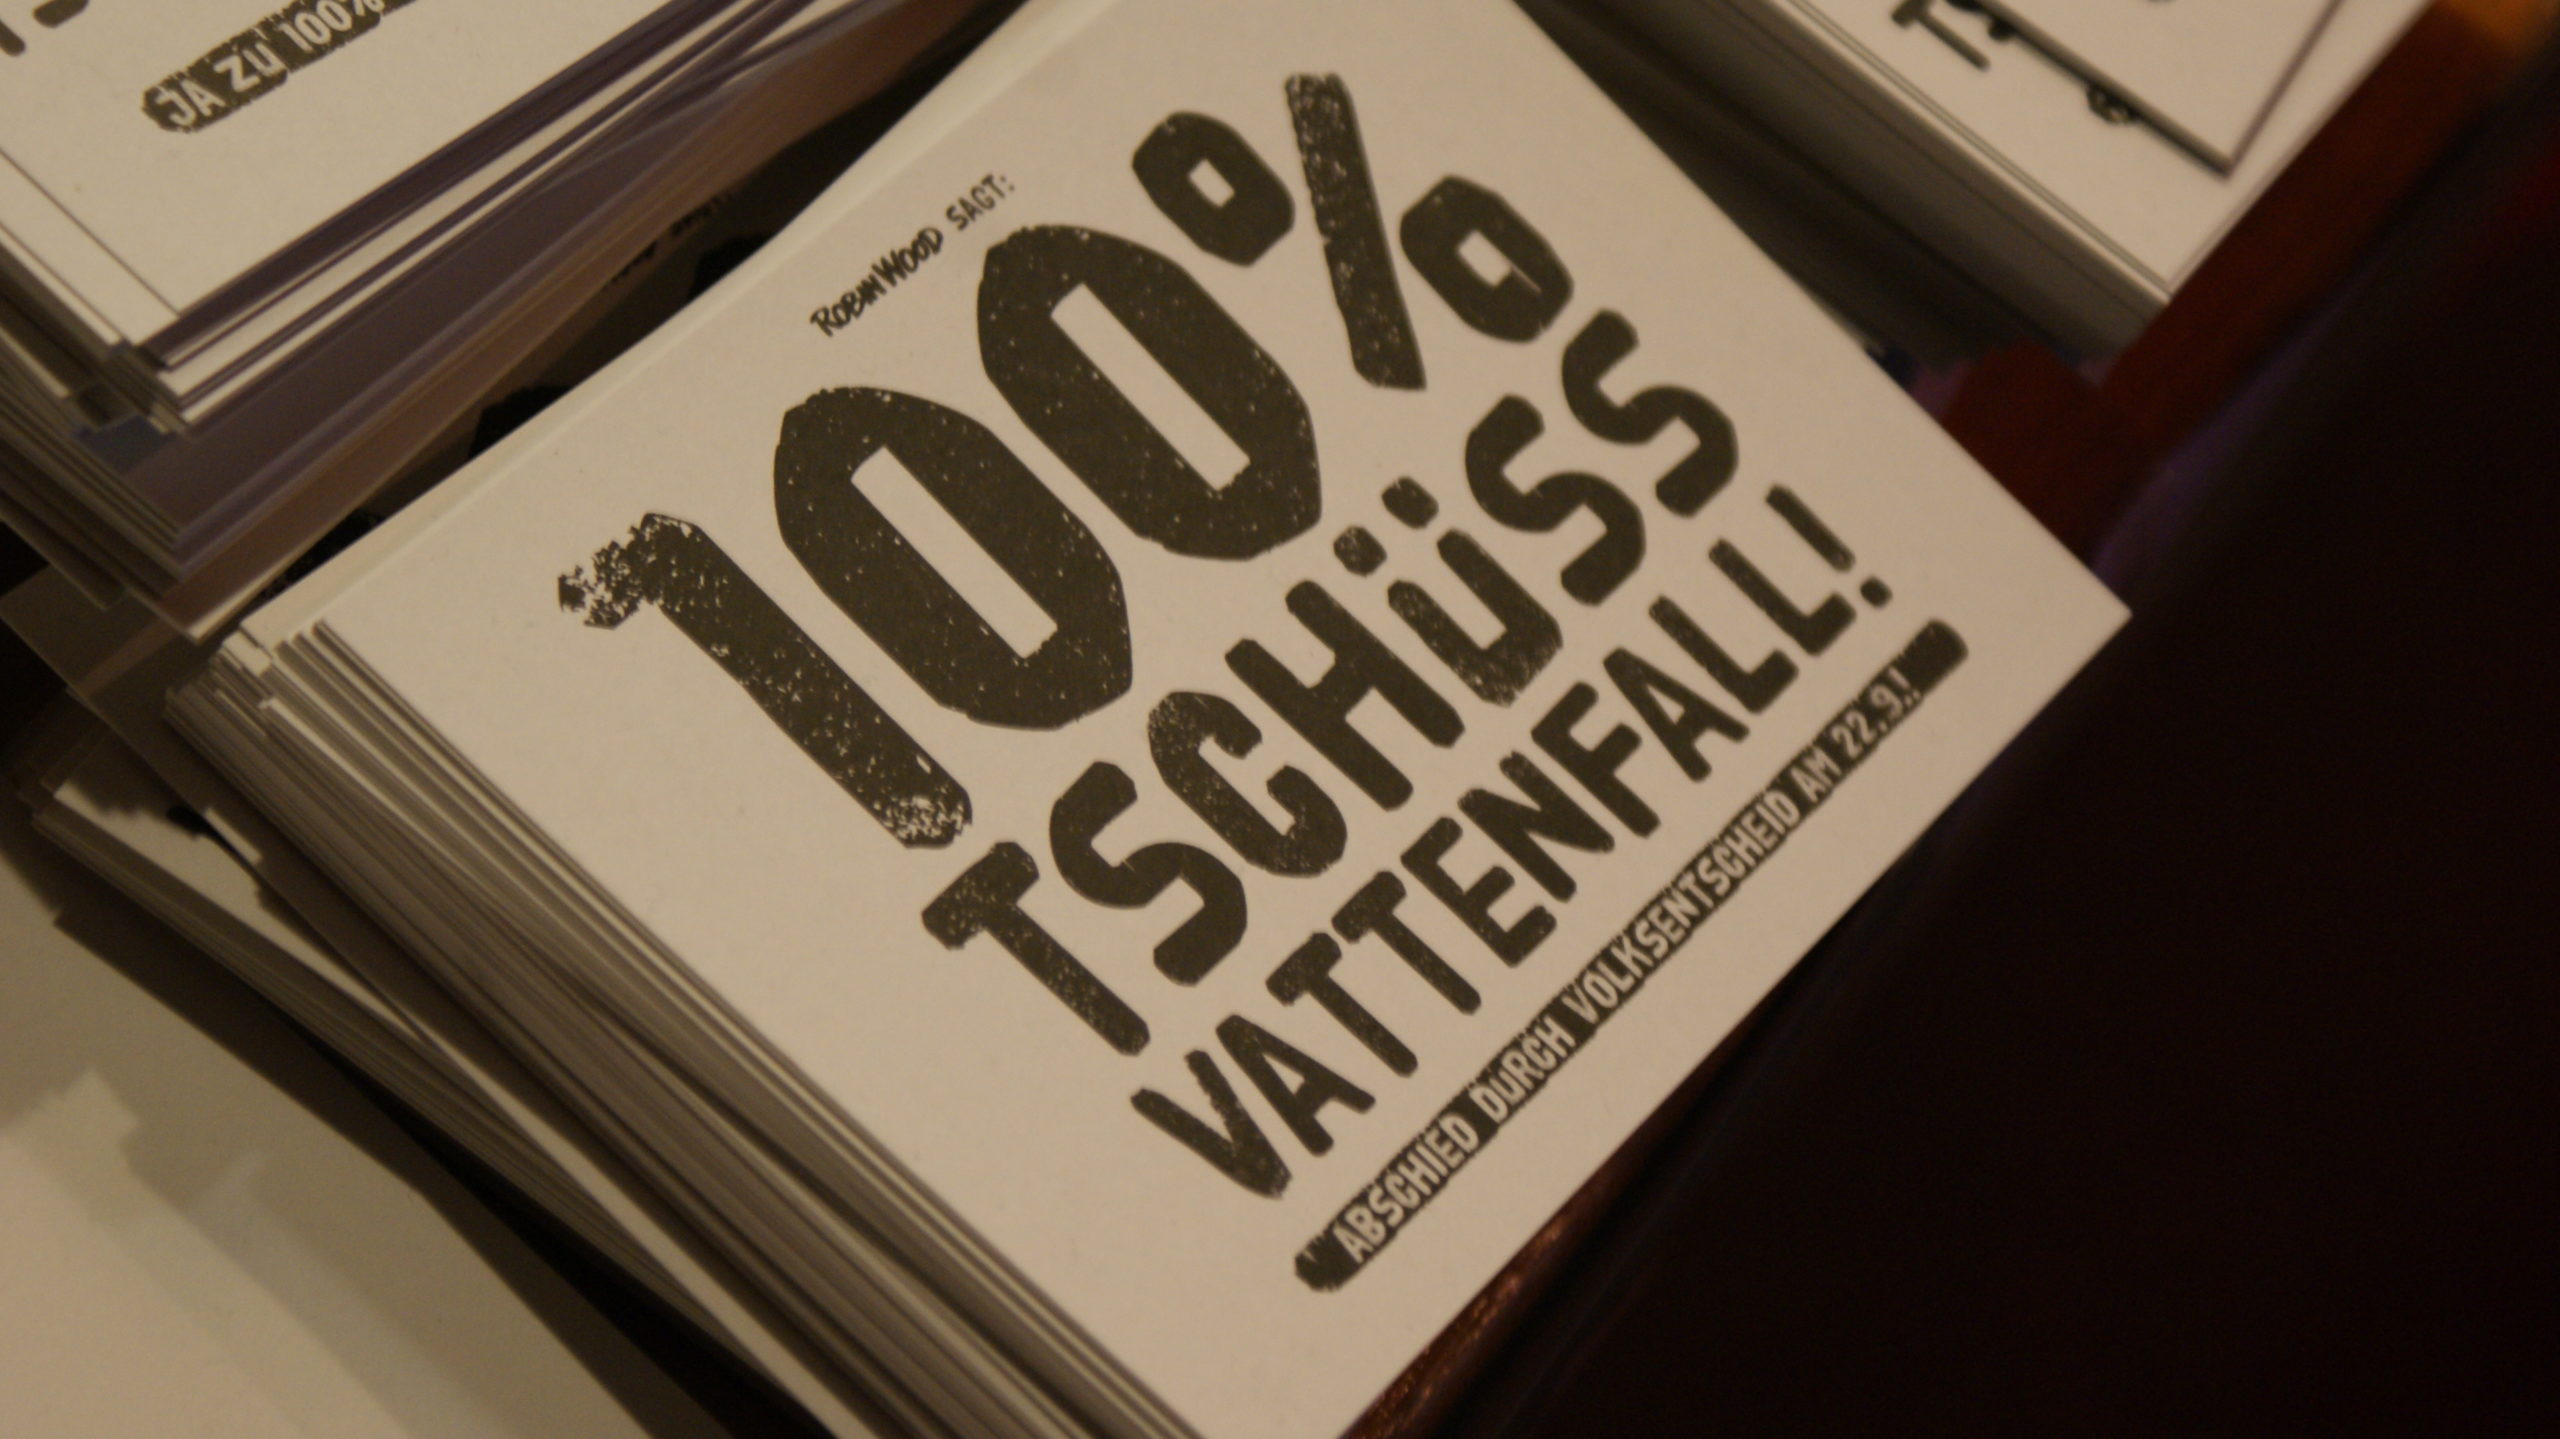 JA ZU 100%
ROBIN WOOD SAGT:
100%
TSCHÜSS
VATTENFALL!
ABSCHIED DURCH VOLKSENTSCHEID AM 22.9.!